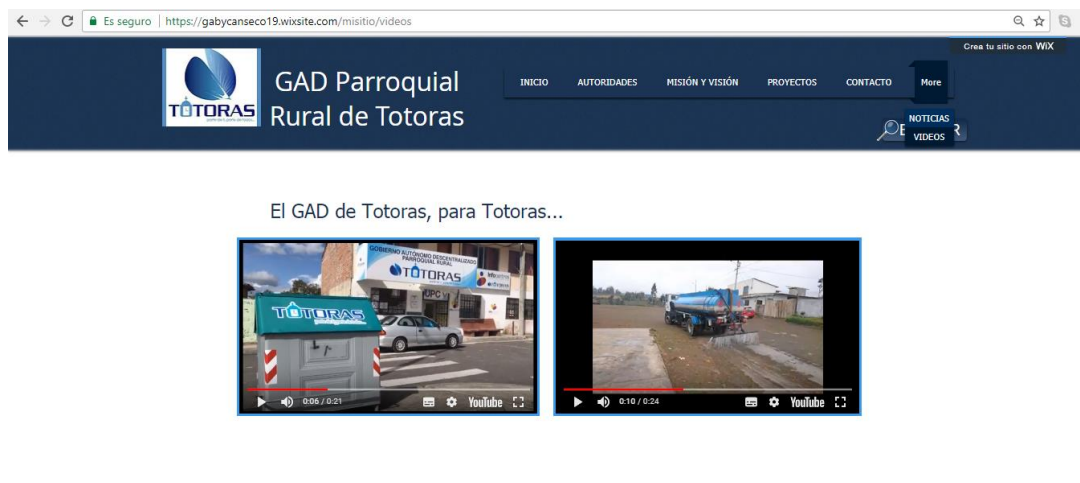 Es seguro
https://gabycanseco19.wixsite.com/misitio/videos
Crea tu sitio con WiX
TOTORAS
GAD Parroquial
Rural de Totoras
INICIO
AUTORIDADES
MISIÓN Y VISIÓN
PROYECTOS
CONTACTO
More
NOTICIAS
VIDEOS
El GAD de Totoras, para Totoras...
GOBIERNO AUTÓNOMO DESCENTRALIZADO
PARROQUIAL RURAL
TOTORAS
UPC
TOTORAS
0:06 / 0:21
YouTube
0:10 / 0:24
YouTube